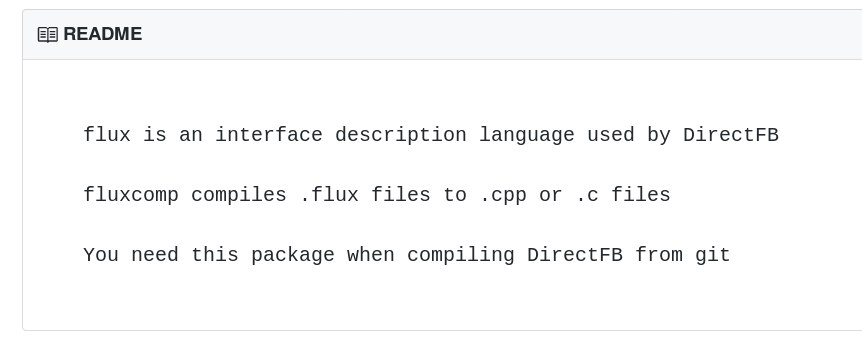 README
flux is an interface description language used by DirectFB
fluxcomp compiles .flux files to .cpp or .c files
You need this package when compiling DirectFB from git